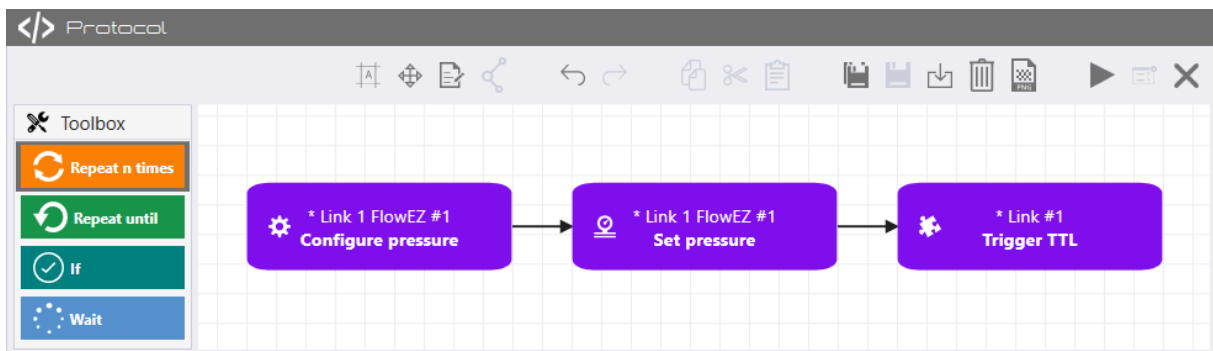 </> Protocol
A
PNG
Toolbox
Repeat n times
Repeat until
If
Wait
* Link 1 FlowEZ #1
Configure pressure
* Link 1 FlowEZ #1
Set pressure
* Link #1
Trigger TTL